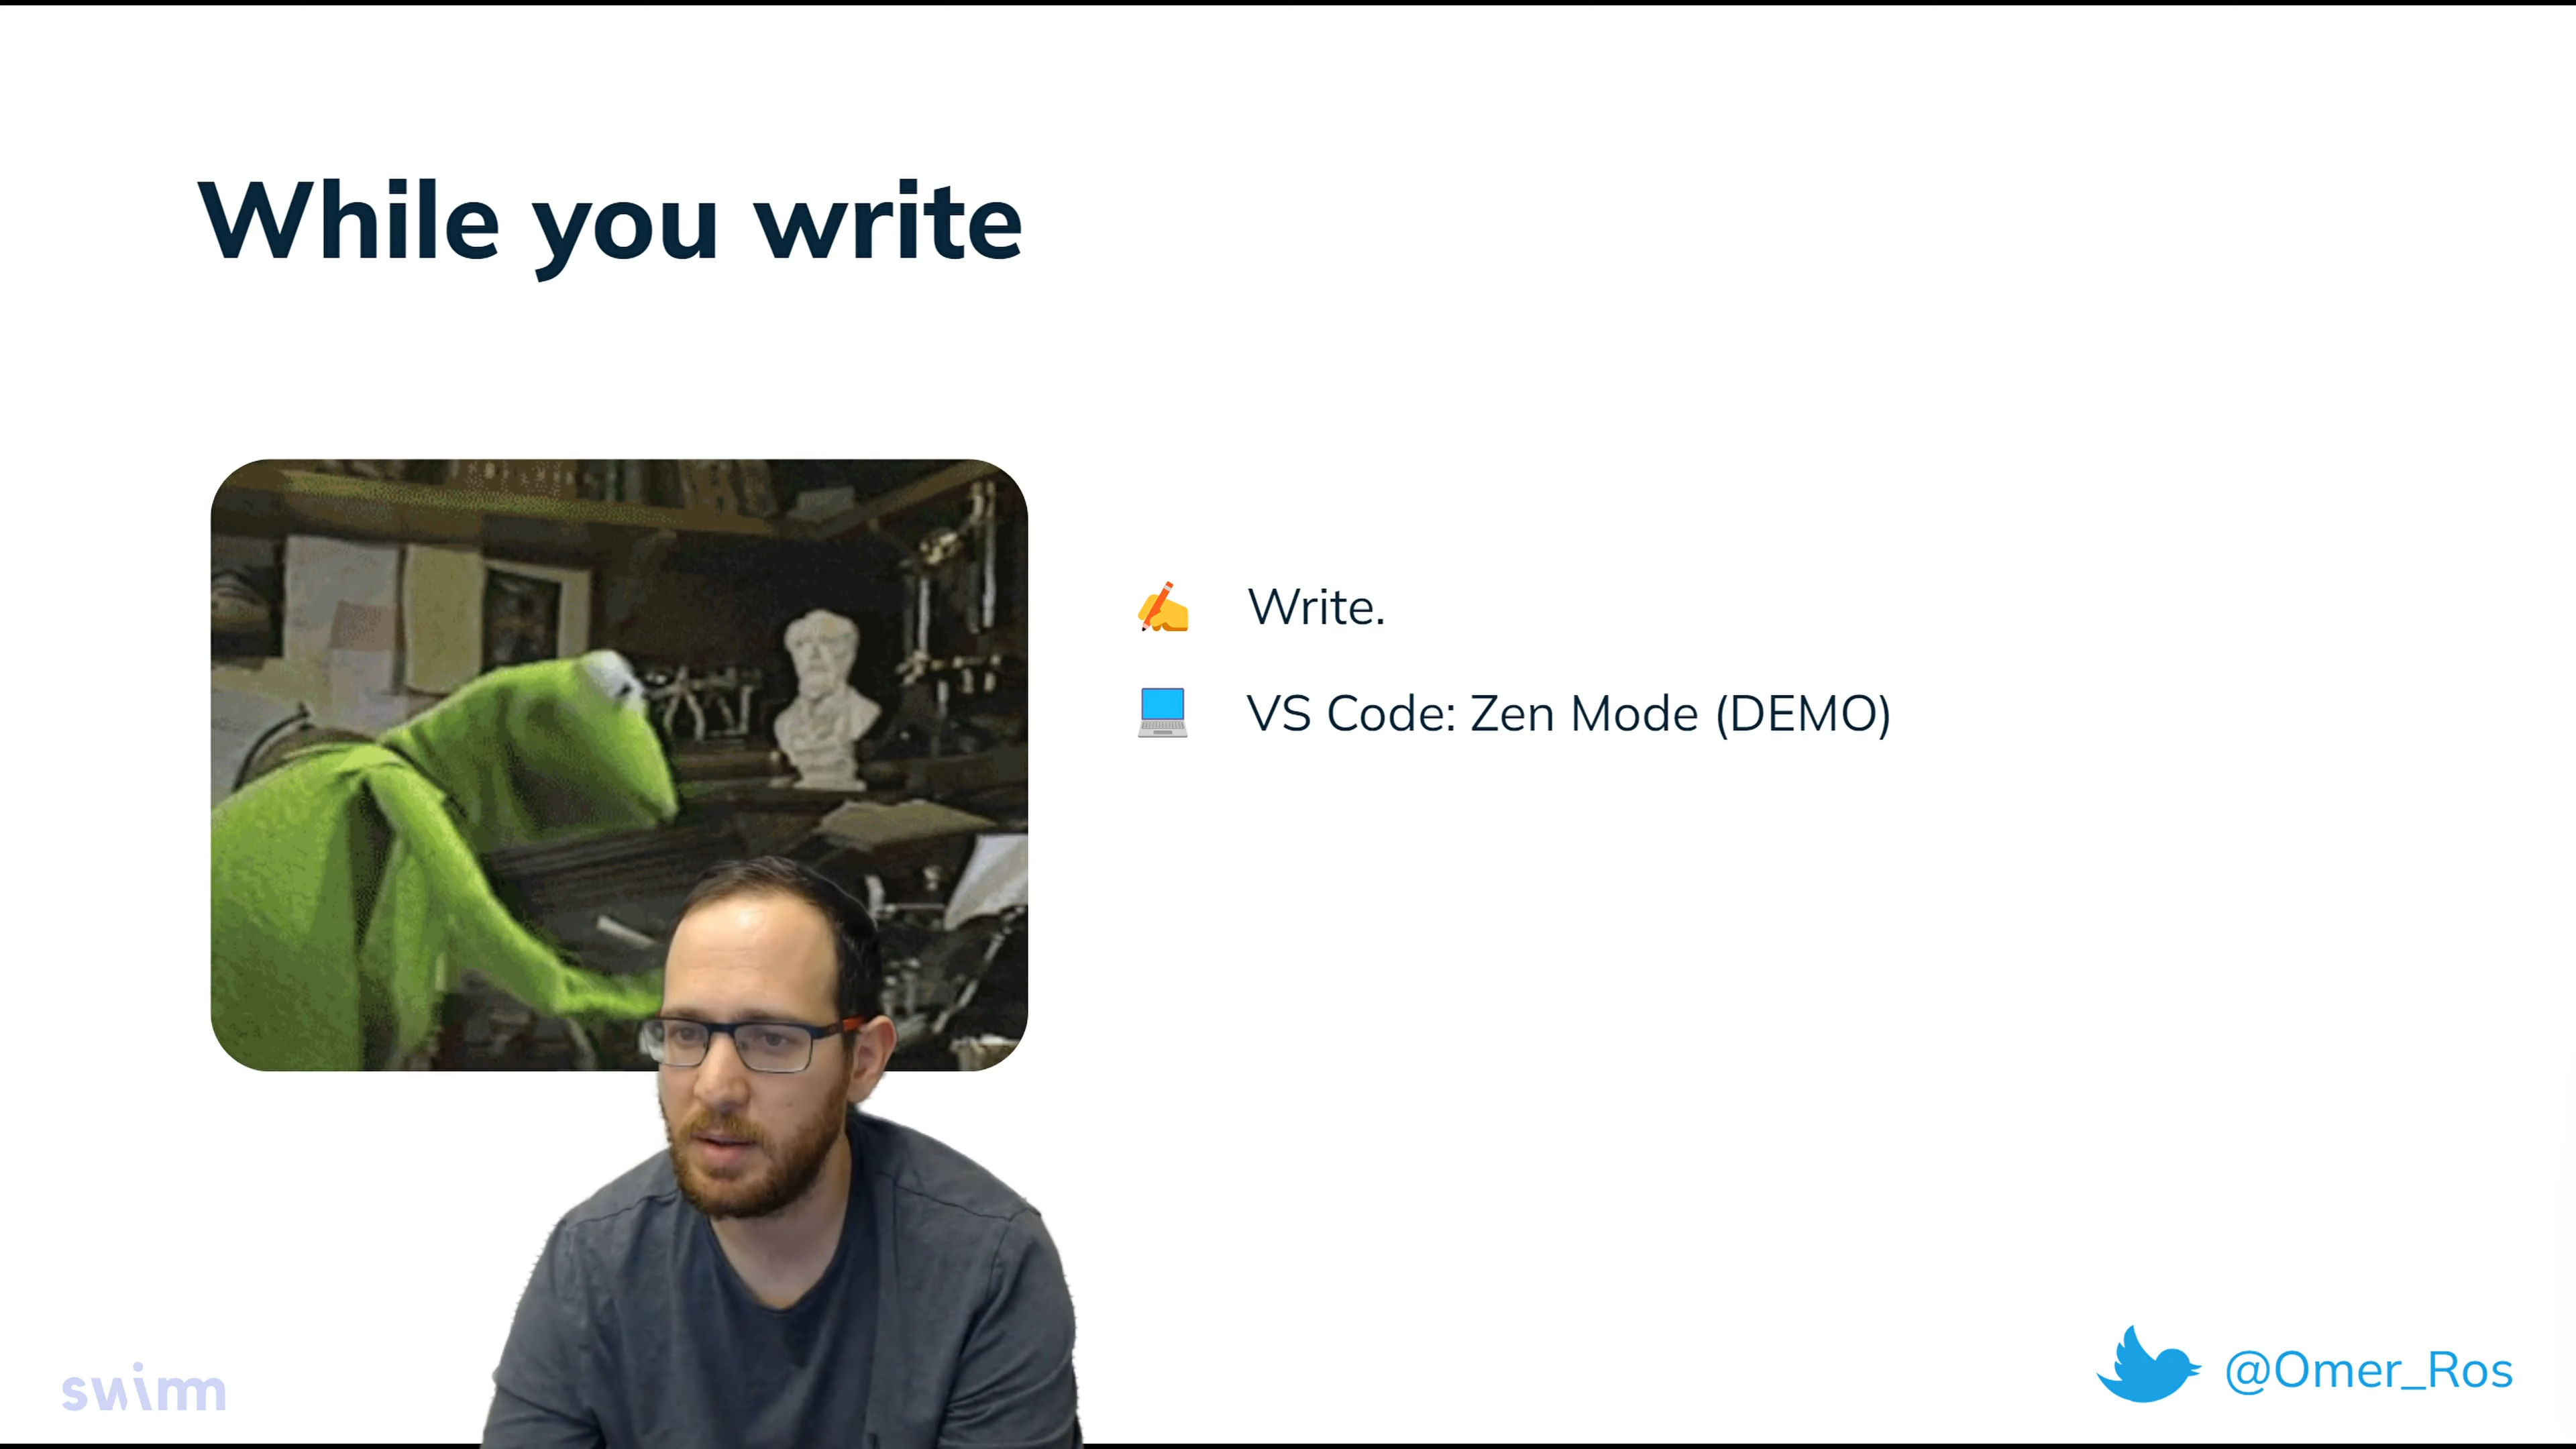 While you write
✍️ Write.
💻 VS Code: Zen Mode (DEMO)
swimm
@Omer_Ros